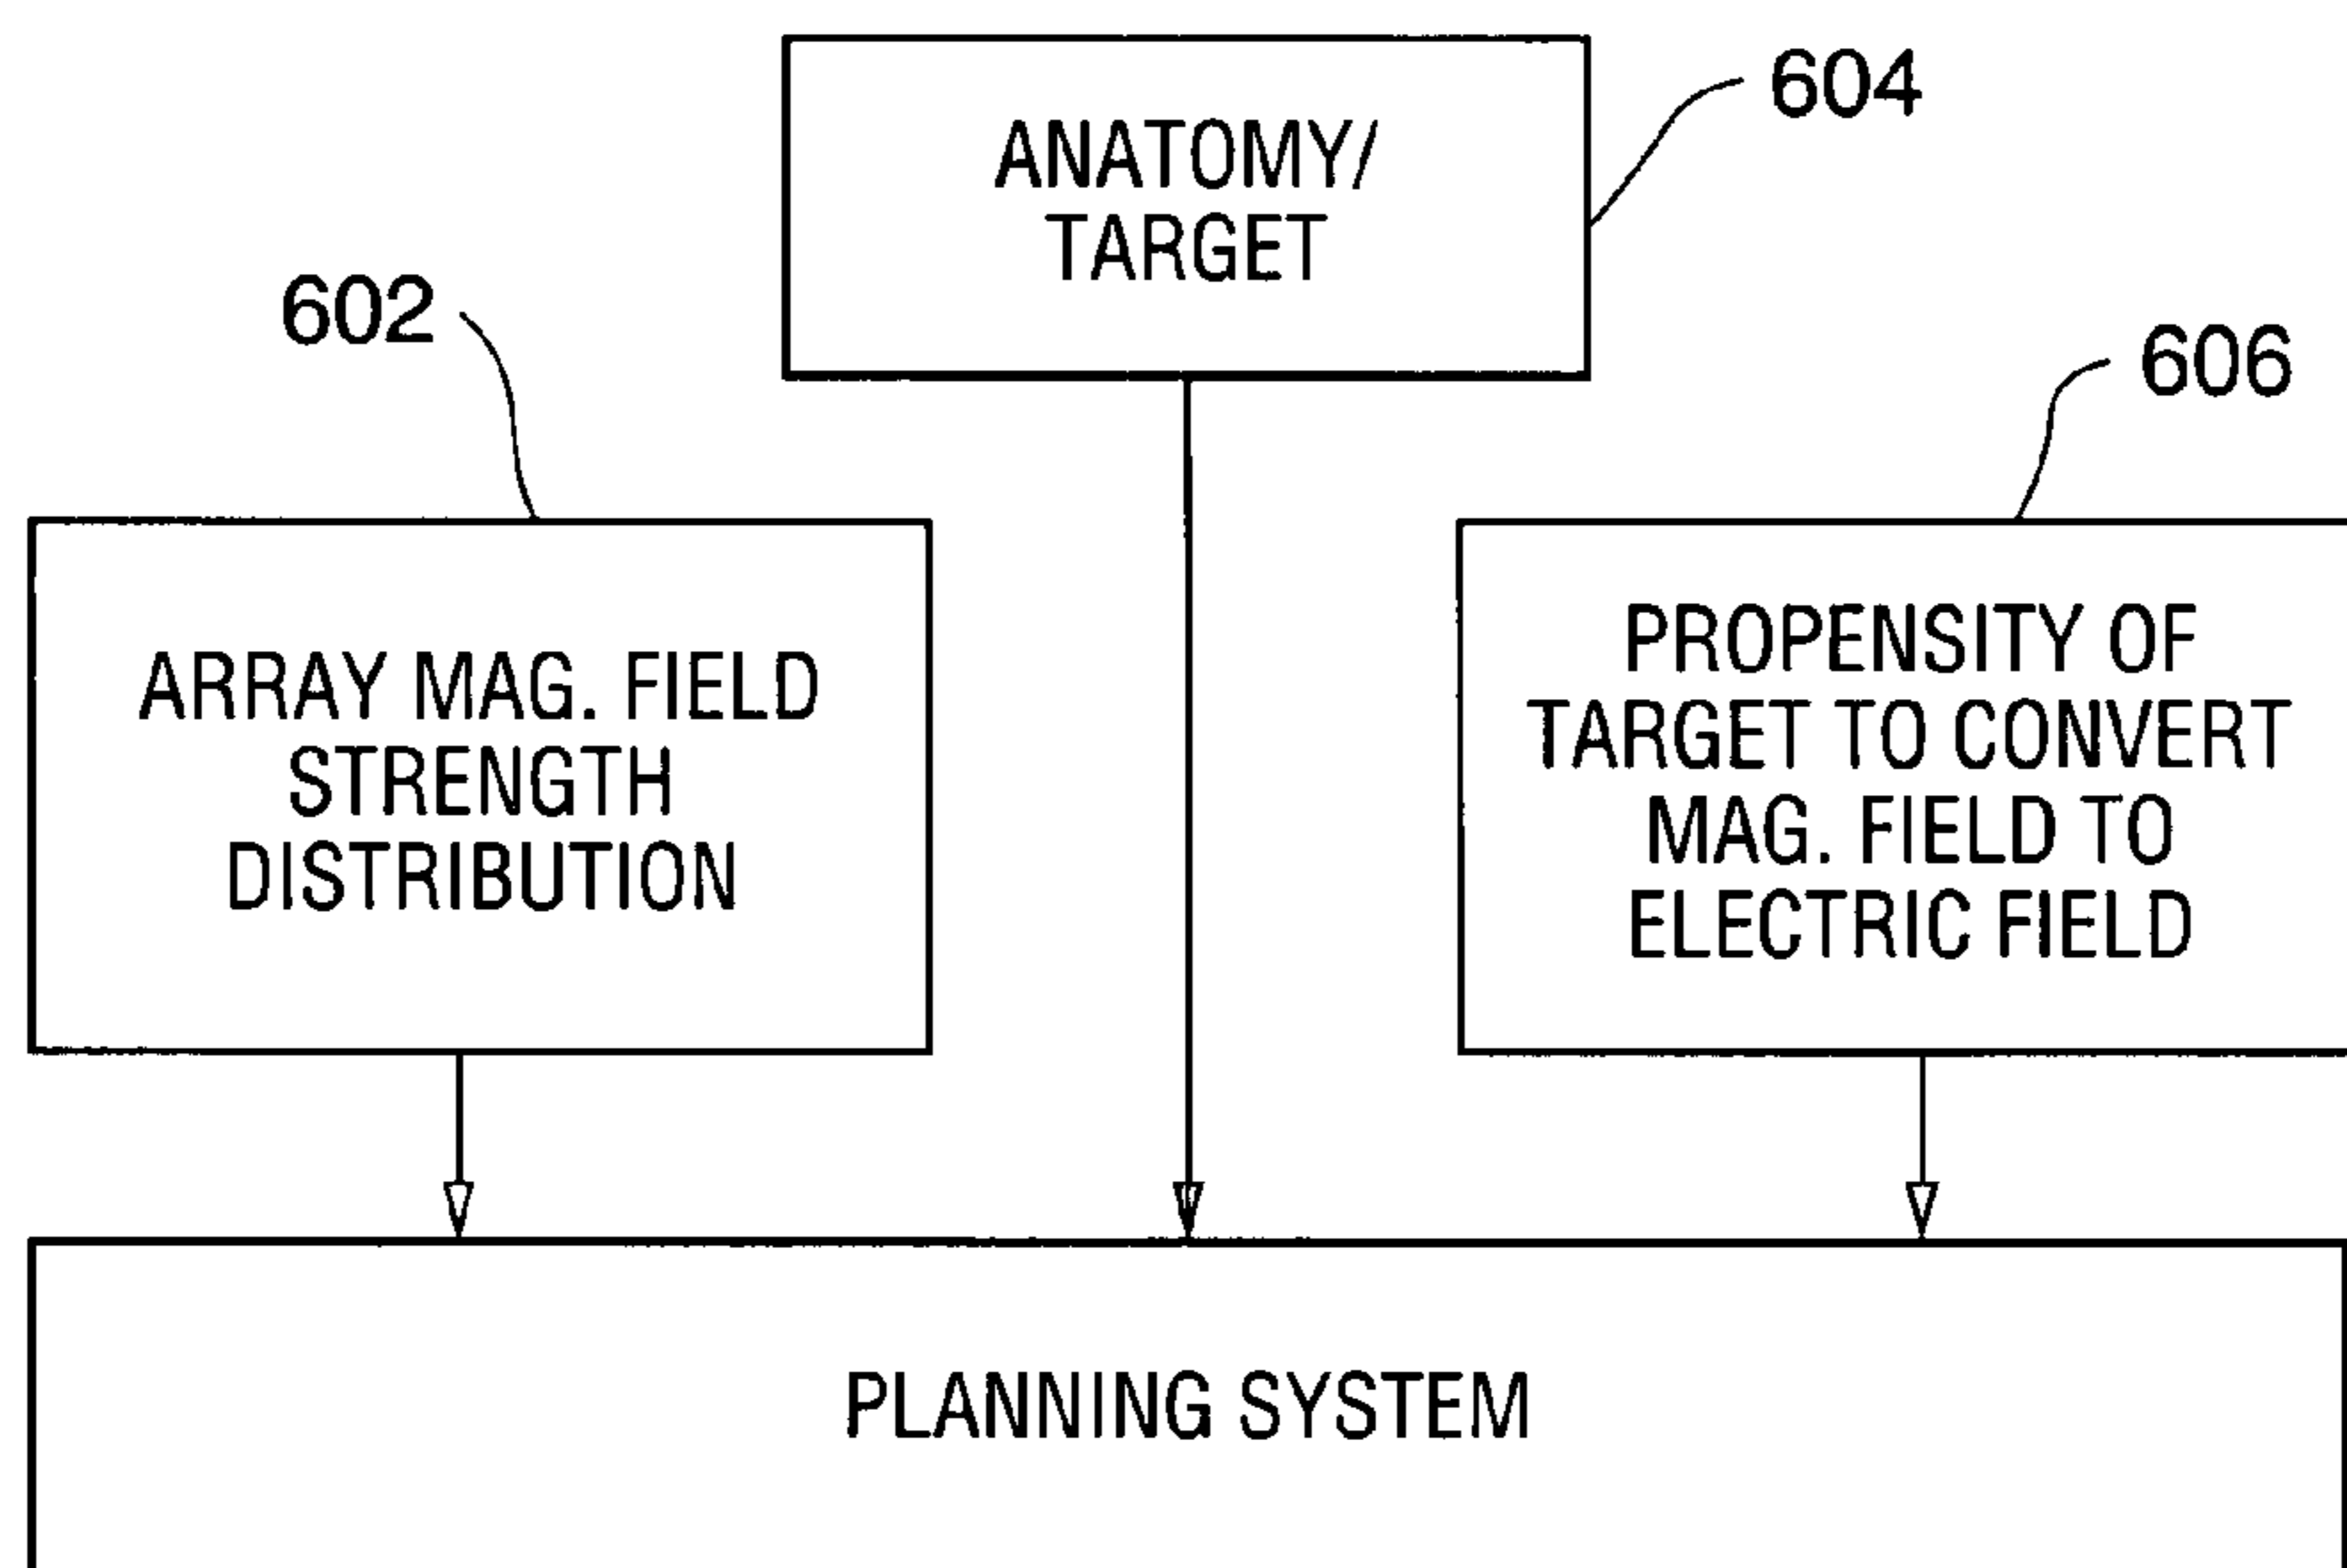 604
ANATOMY/
TARGET
602
606
ARRAY MAG. FIELD
STRENGTH
DISTRIBUTION
PROPENSITY OF
TARGET TO CONVERT
MAG. FIELD TO
ELECTRIC FIELD
PLANNING SYSTEM